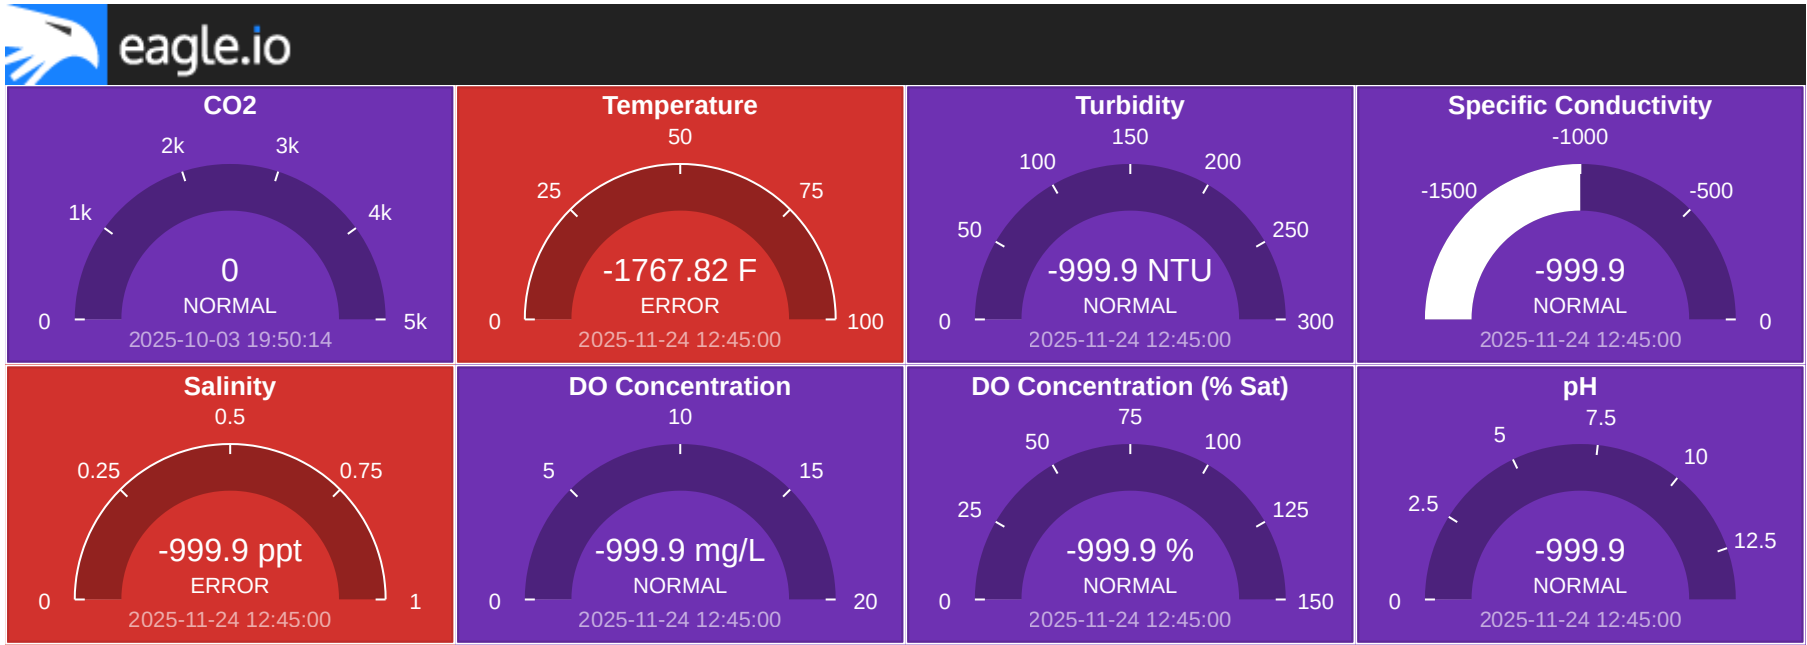 eagle.io
CO2
2k
3k
1k
4k
0
NORMAL
0
5k
2025-10-03 19:50:14
Temperature
50
25
75
-1767.82 F
ERROR
0
100
2025-11-24 12:45:00
Turbidity
150
100
200
50
250
-999.9 NTU
NORMAL
0
300
2025-11-24 12:45:00
Specific Conductivity
-1000
-1500
-500
-999.9
NORMAL
0
2025-11-24 12:45:00
Salinity
0.5
0.25
0.75
-999.9 ppt
ERROR
0
1
2025-11-24 12:45:00
DO Concentration
10
5
15
-999.9 mg/L
NORMAL
0
20
2025-11-24 12:45:00
DO Concentration (% Sat)
75
50
100
25
125
-999.9 %
NORMAL
0
150
2025-11-24 12:45:00
pH
7.5
5
10
2.5
12.5
-999.9
NORMAL
0
2025-11-24 12:45:00